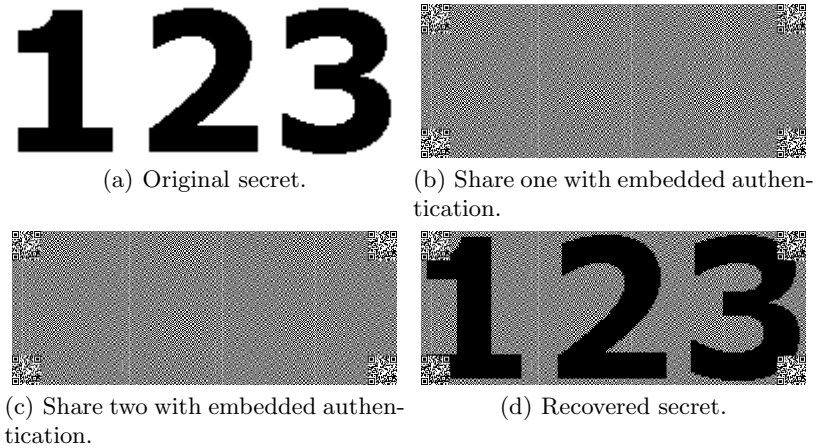 123
(a) Original secret.
(b) Share one with embedded authen-
tication.
(c) Share two with embedded authen-
tication.
123
(d) Recovered secret.